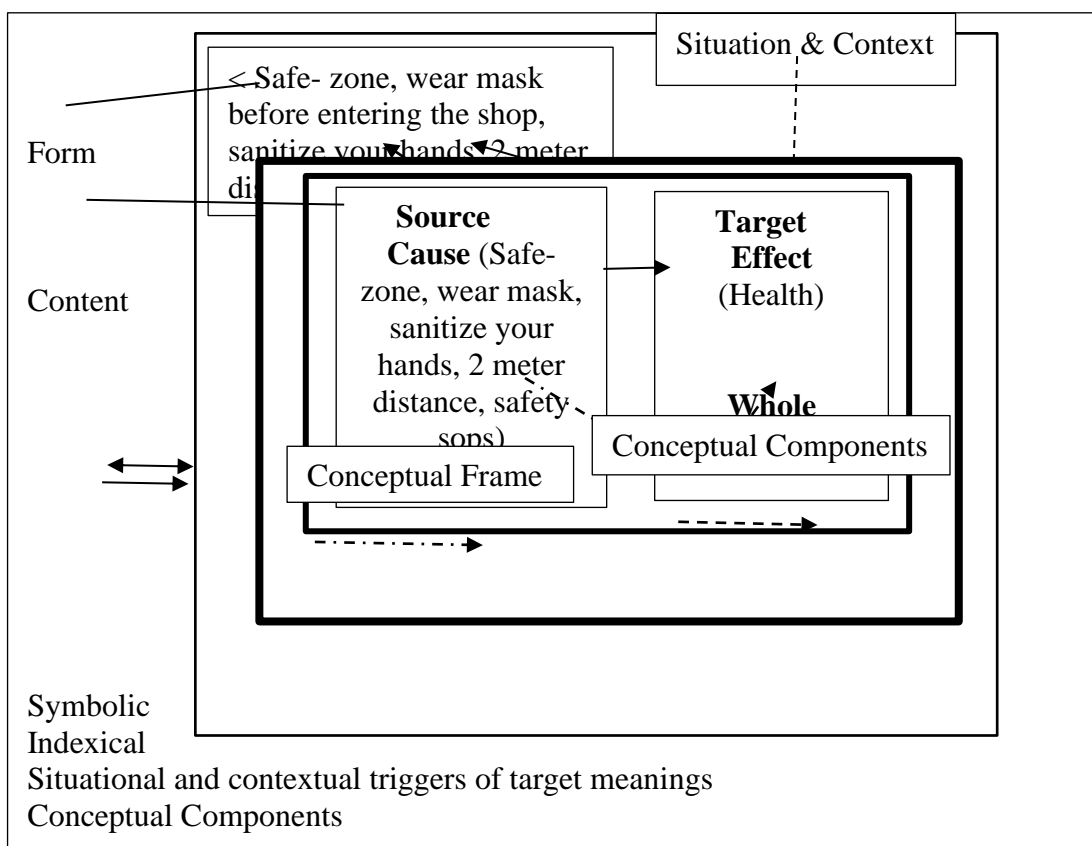 Situation & Context
< Safe- zone, wear mask
before entering the shop,
sanitize your hands, 2 meter
dis
Form
Source
Cause (Safe-
zone, wear mask,
sanitize your
hands, 2 meter
distance, safety
sops)
Target
Effect
(Health)
Whole
Content
Conceptual Components
Conceptual Frame
Symbolic
Indexical
Situational and contextual triggers of target meanings
Conceptual Components